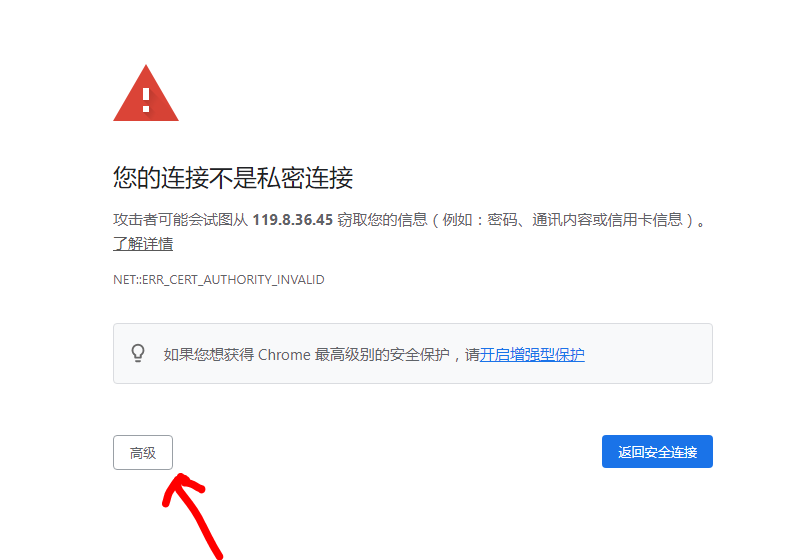 您的连接不是私密连接
攻击者可能会试图从 119.8.36.45 窃取您的信息（例如：密码、通讯内容或信用卡信息）。
了解详情
NET::ERR_CERT_AUTHORITY_INVALID
如果您想获得 Chrome 最高级别的安全保护，请开启增强型保护
高级
返回安全连接